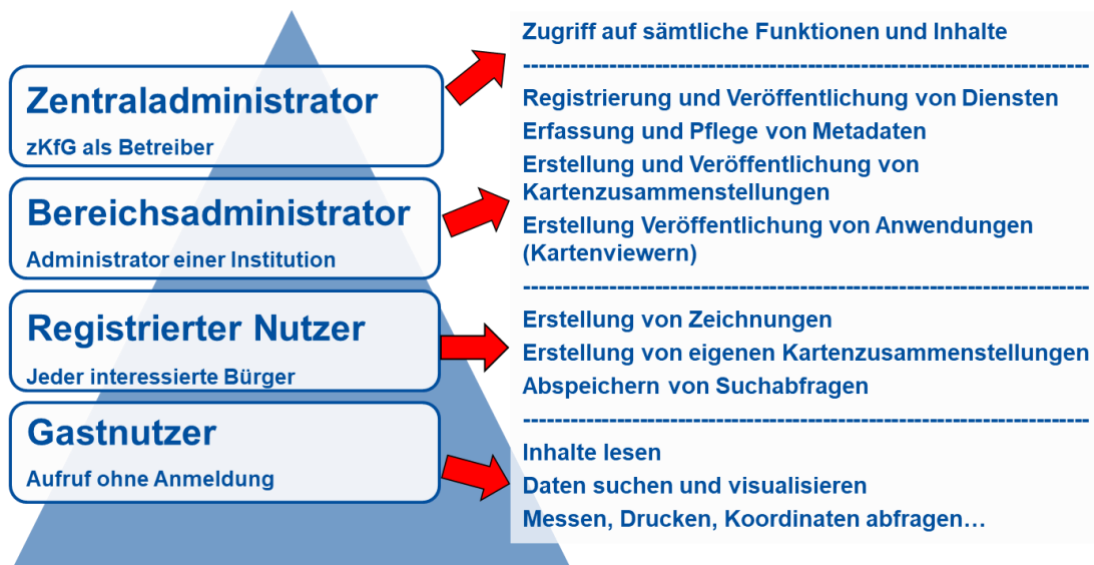 Zentraladministrator
zKfG als Betreiber
Bereichsadministrator
Administrator einer Institution
Registrierter Nutzer
Jeder interessierte Bürger
Gastnutzer
Aufruf ohne Anmeldung
Zugriff auf sämtliche Funktionen und Inhalte
Registrierung und Veröffentlichung von Diensten
Erfassung und Pflege von Metadaten
Erstellung und Veröffentlichung von
Kartenzusammenstellungen
Erstellung Veröffentlichung von Anwendungen
(Kartenviewern)
Erstellung von Zeichnungen
Erstellung von eigenen Kartenzusammenstellungen
Abspeichern von Suchabfragen
Inhalte lesen
Daten suchen und visualisieren
Messen, Drucken, Koordinaten abfragen…